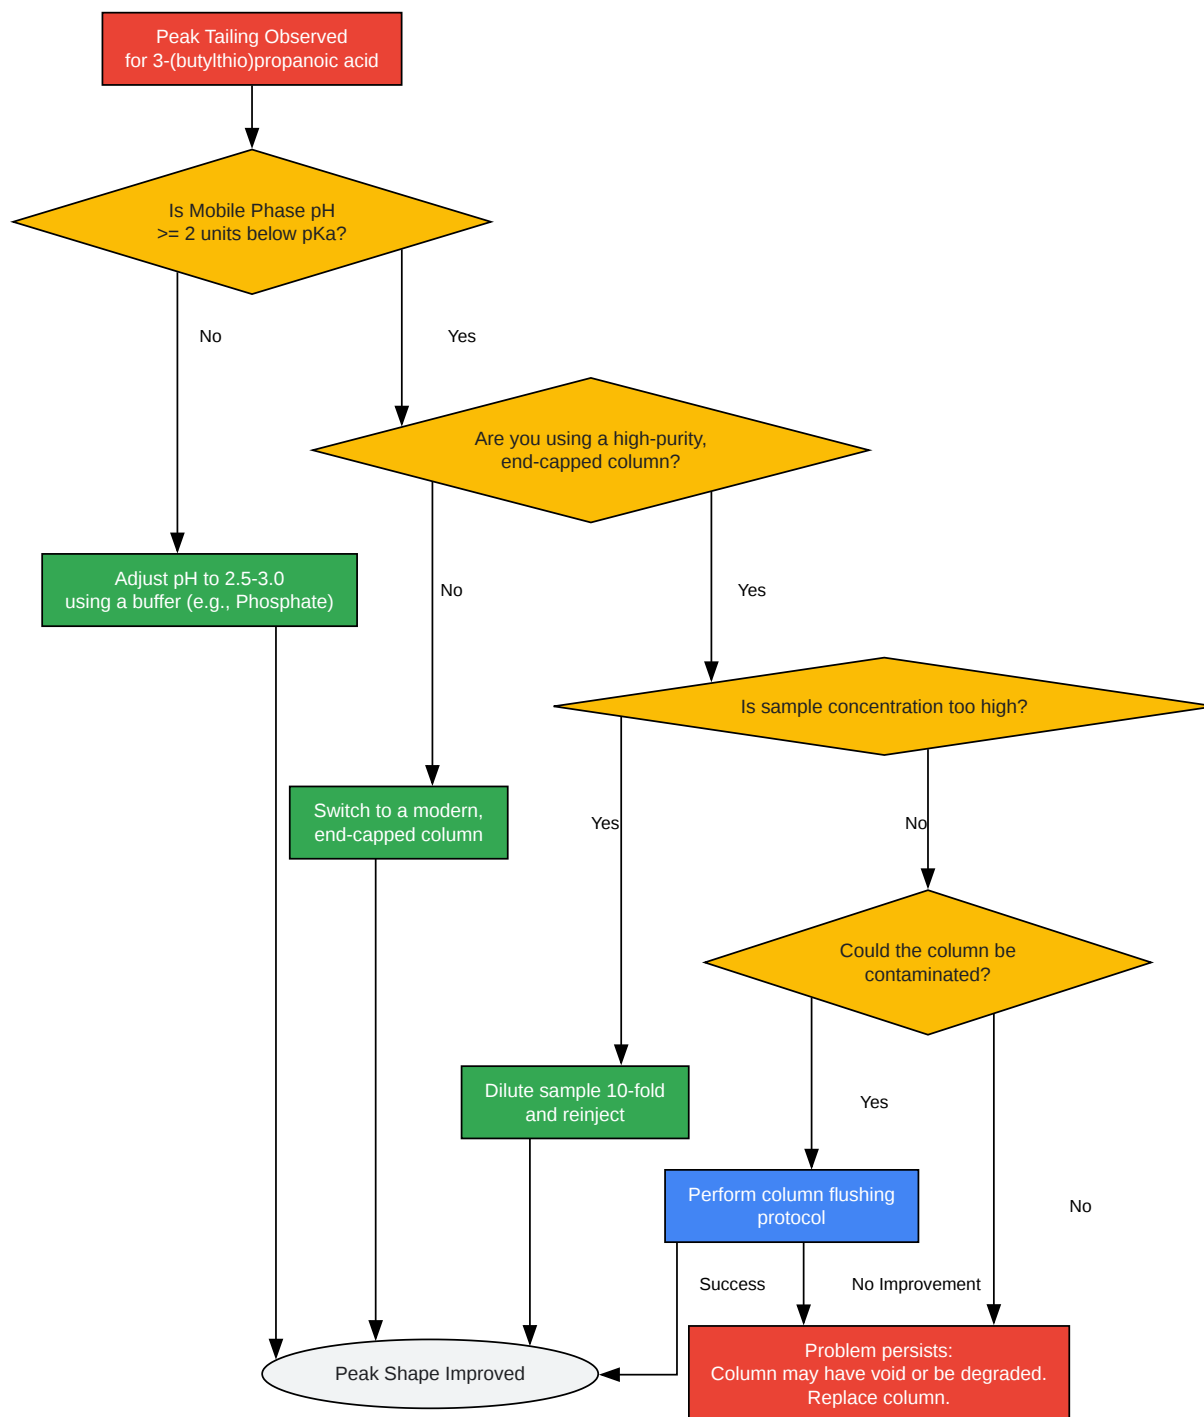 Peak Tailing Observed
for 3-(butylthio)propanoic acid
Is Mobile Phase pH
>= 2 units below pKa?
No
Yes
Are you using a high-purity,
end-capped column?
Adjust pH to 2.5-3.0
using a buffer (e.g., Phosphate)
No
Yes
Is sample concentration too high?
Switch to a modern,
end-capped column
Yes
No
Could the column be
contaminated?
Dilute sample 10-fold
and reinject
Yes
Perform column flushing
protocol
No
Success
No Improvement
Peak Shape Improved
Problem persists:
Column may have void or be degraded.
Replace column.